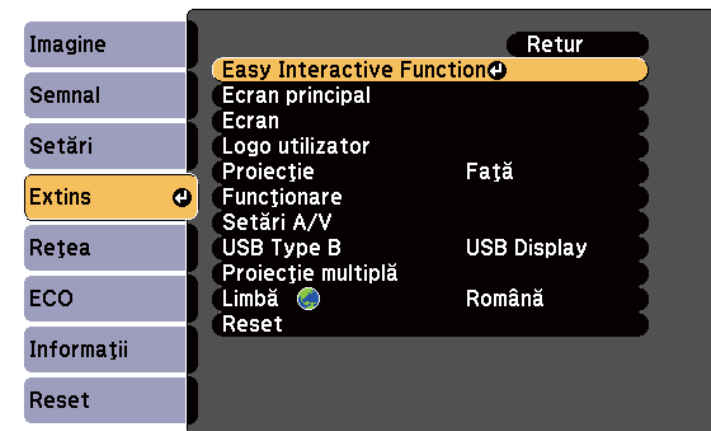 Imagine
Semnal
Setări
Extins
Reţea
ECO
Informaţii
Reset
Retur
Easy Interactive Function
Ecran principal
Ecran
Logo utilizator
Proiecţie Faţă
Funcţionare
Setări A/V
USB Type B USB Display
Proiecţie multiplă
Limbă Română
Reset